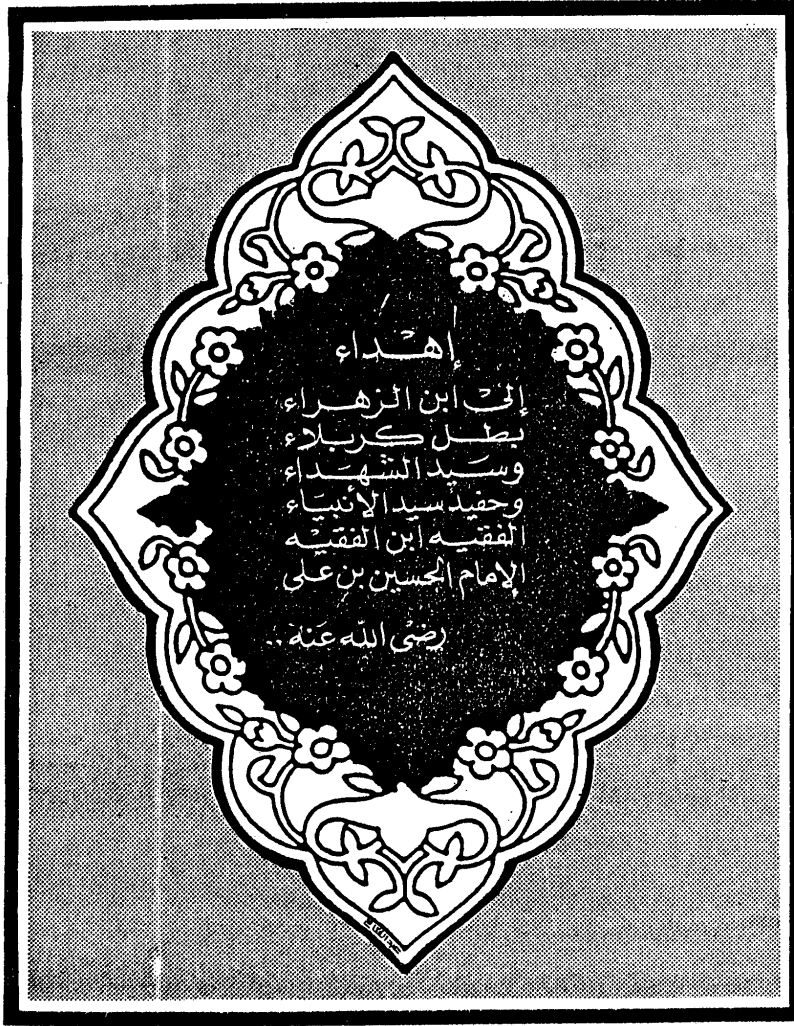 إهداء
إلى ابن الزهراء
بطل كربلاء
وسيد الشهداء
وحفيد سيد الأنبياء
الفقيه ابن الفقيه
الإمام الحسين بن على
رضى الله عنه ..